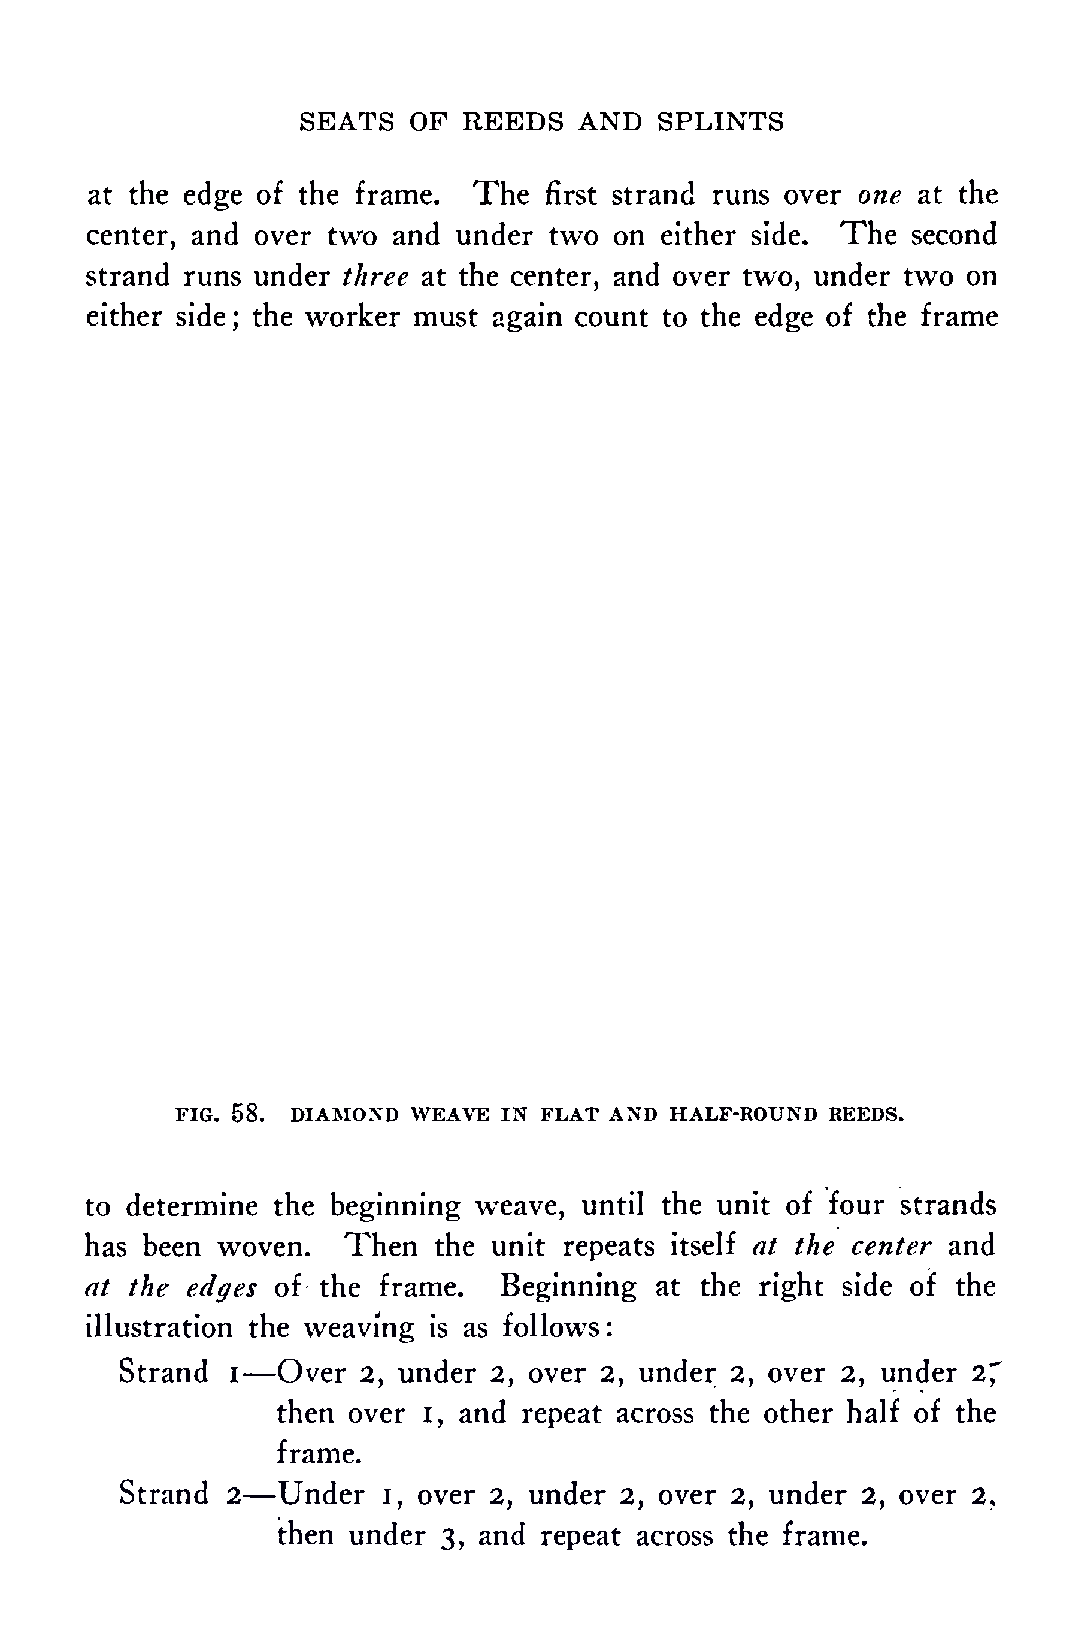 SEATS OF REEDS AND SPLINTS
at the edge of the frame. The first strand runs over one at the
center, and over two and under two on either side. The second
strand runs under three at the center, and over two, under two on
either side; the worker must again count to the edge of the frame
FIG. 58. DIAMOND WEAVE IN FLAT AND HALF-ROUND REEDS.
to determine the beginning weave, until the unit of four strands
has been woven. Then the unit repeats itself at the center and
at the edges of the frame. Beginning at the right side of the
illustration the weaving is as follows:
Strand 1—Over 2, under 2, over 2, under 2, over 2, under 2;
then over 1, and repeat across the other half of the
frame.
Strand 2—Under 1, over 2, under 2, over 2, under 2, over 2,
then under 3, and repeat across the frame.